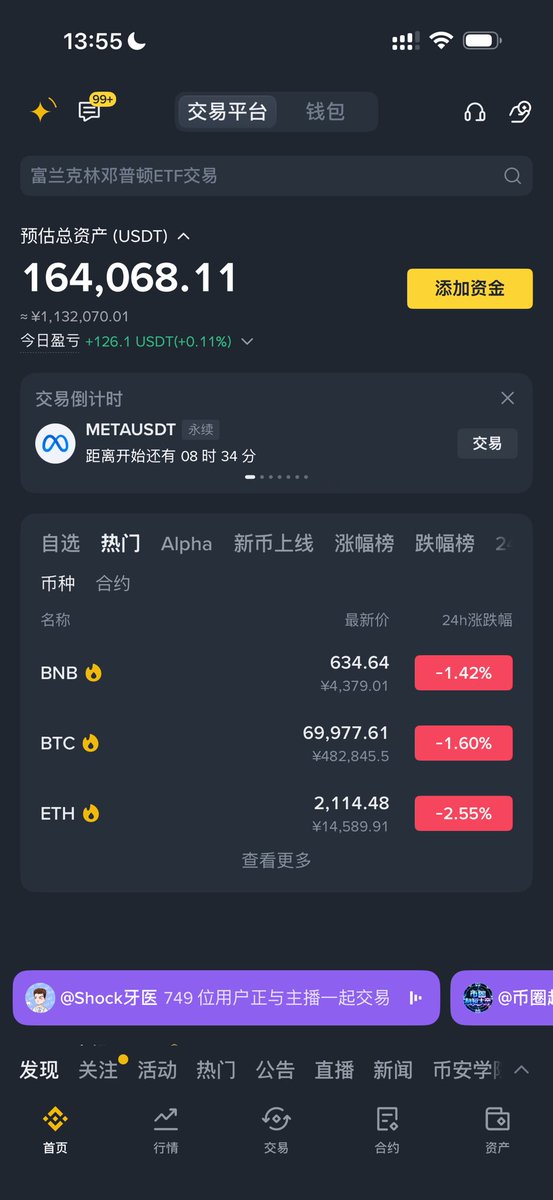 13:55
99+
交易平台 钱包
富兰克林邓普顿ETF交易
预估总资产 (USDT)
164,068.11
添加资金
≈ ¥1,132,070.01
今日盈亏 +126.1 USDT(+0.11%)
交易倒计时
METAUSDT 永续
距离开始还有 08 时 34 分
交易
自选 热门 Alpha 新币上线 涨幅榜 跌幅榜 24
币种 合约
名称 最新价 24h涨跌幅
BNB 634.64 -1.42%
¥4,379.01
BTC 69,977.61 -1.60%
¥482,845.5
ETH 2,114.48 -2.55%
¥14,589.91
查看更多
@Shock牙医 749 位用户正与主播一起交易
@币圈
发现 关注 活动 热门 公告 直播 新闻 币安学
首页 行情 交易 合约 资产